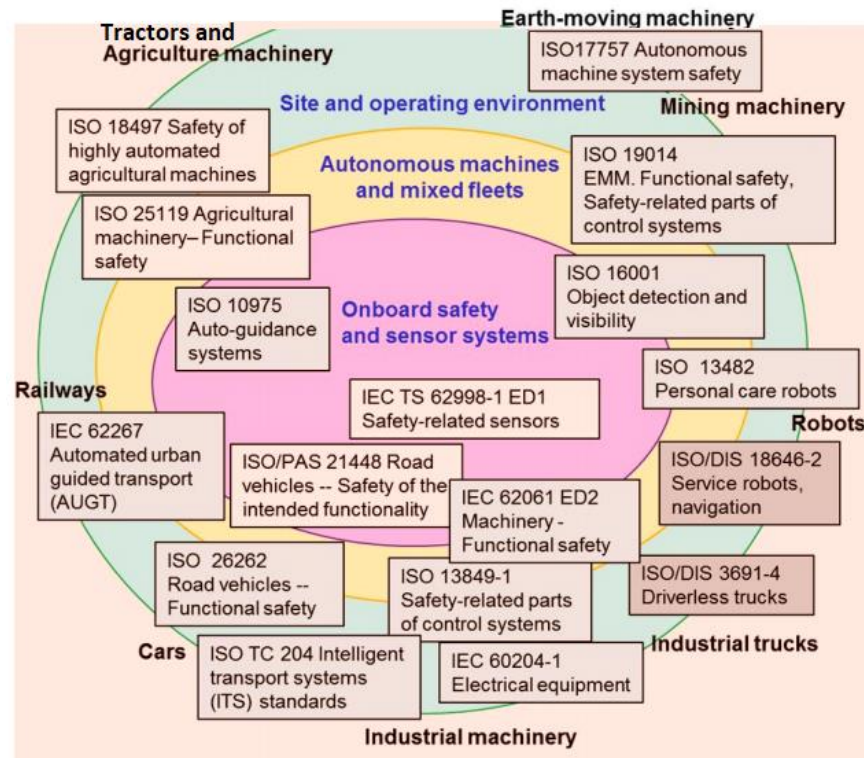 Tractors and
Agriculture machinery
Earth-moving machinery
ISO17757 Autonomous
machine system safety
Mining machinery
Site and operating environment
ISO 18497 Safety of
highly automated
agricultural machines
Autonomous machines
and mixed fleets
ISO 19014
EMM. Functional safety,
Safety-related parts of
control systems
ISO 25119 Agricultural
machinery– Functional
safety
ISO 16001
Object detection and
visibility
ISO 10975
Auto-guidance
systems
Onboard safety
and sensor systems
ISO 13482
Personal care robots
Railways
Robots
IEC TS 62998-1 ED1
Safety-related sensors
IEC 62267
Automated urban
guided transport
(AUGT)
ISO/PAS 21448 Road
vehicles -- Safety of the
intended functionality
ISO/DIS 18646-2
Service robots,
navigation
IEC 62061 ED2
Machinery -
Functional safety
ISO 26262
Road vehicles --
Functional safety
ISO 13849-1
Safety-related parts
of control systems
ISO/DIS 3691-4
Driverless trucks
Industrial trucks
Cars
ISO TC 204 Intelligent
transport systems
(ITS) standards
IEC 60204-1
Electrical equipment
Industrial machinery